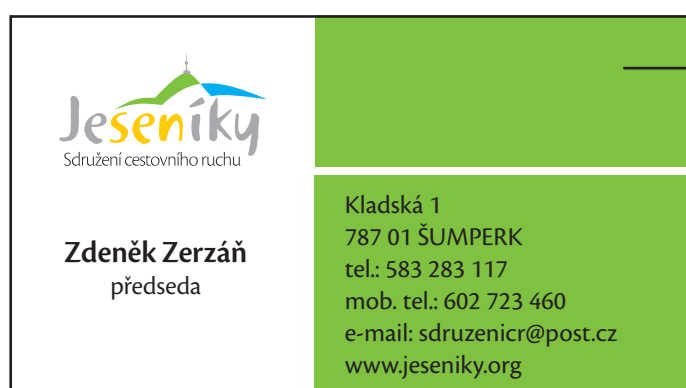 Jeseníky
Sdružení cestovního ruchu
Zdeněk Zerzáň
předseda
Kladská 1
787 01 ŠUMPERK
tel.: 583 283 117
mob. tel.: 602 723 460
e-mail: sdruzenicr@post.cz
www.jeseniky.org